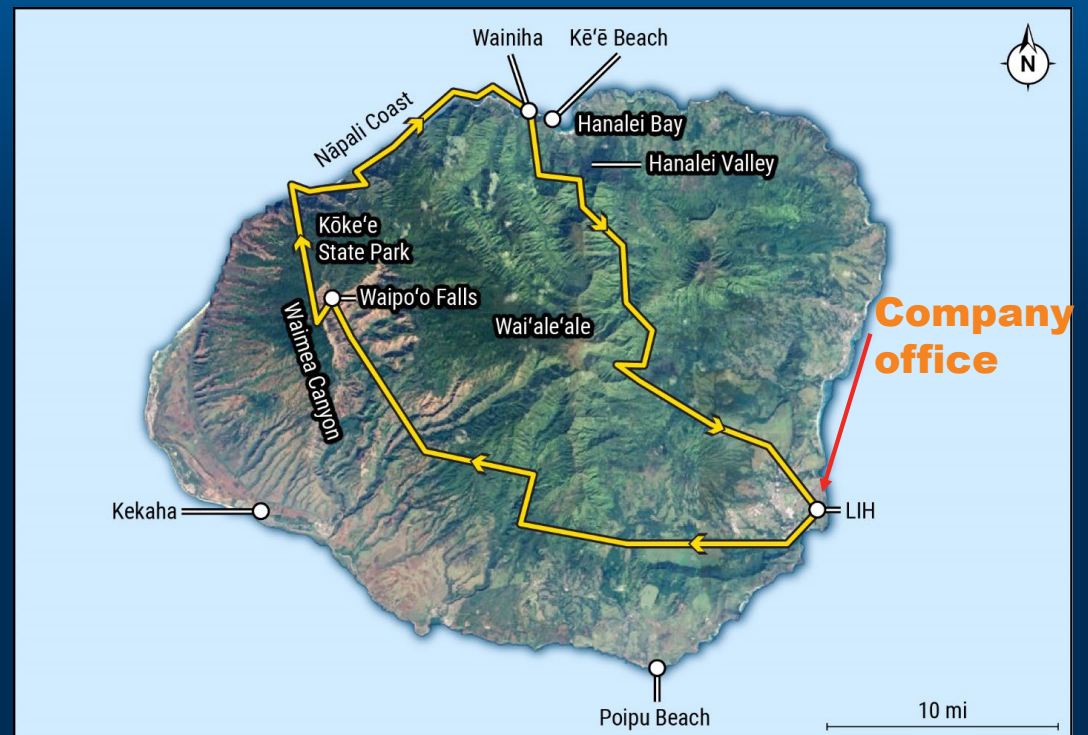 Wainiha
Kēʻē Beach
N
Nāpali Coast
Hanalei Bay
Hanalei Valley
Kōkeʻe
State Park
Waipoʻo Falls
Waimea Canyon
Waiʻaleʻale
Company
office
Kekaha
LIH
Poipu Beach
10 mi